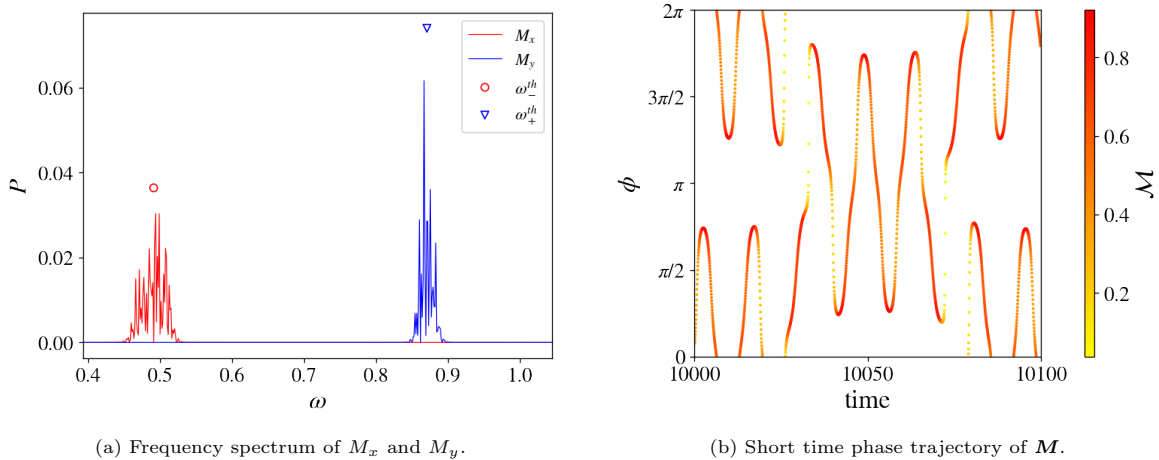 P
0.06
0.04
0.02
0.00
0.4 0.5 0.6 0.7 0.8 0.9 1.0
ω
M_x
M_y
ω_-^{th}
ω_+^{th}
(a) Frequency spectrum of M_x and M_y.
ϕ
2π
3π/2
π
π/2
0
10000 10050 10100
time
0.8
0.6
0.4
0.2
ℳ
(b) Short time phase trajectory of M.